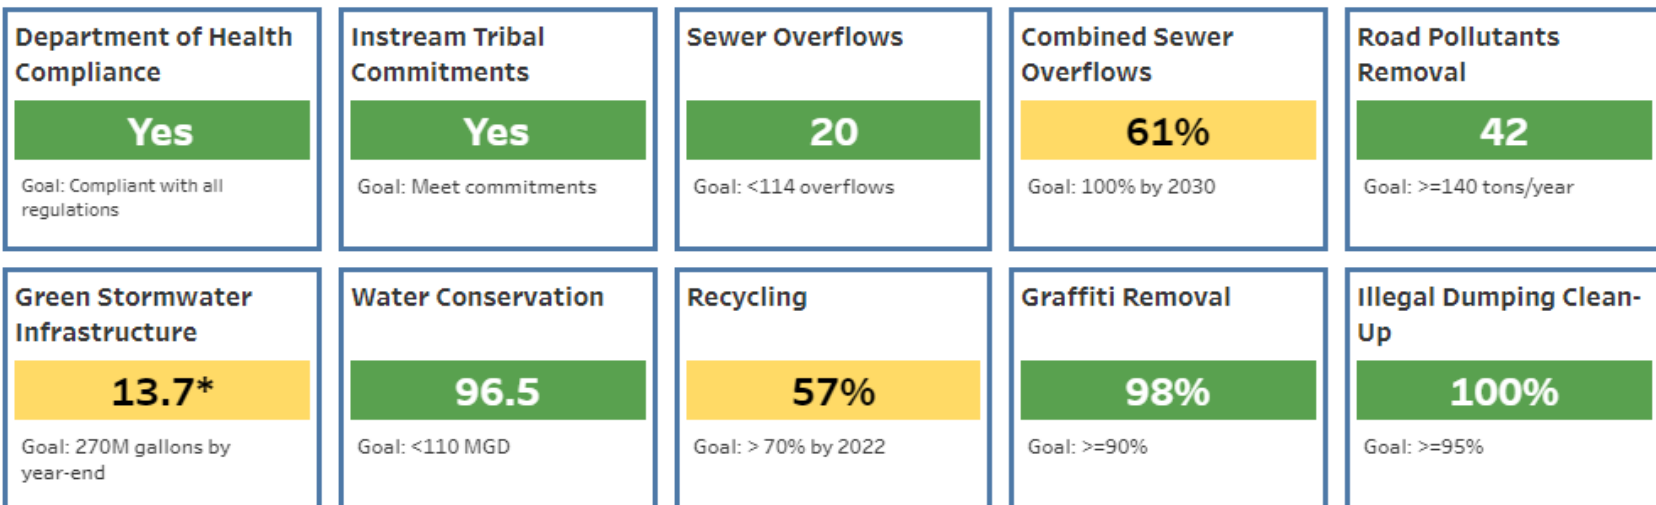 Department of Health
Compliance
Yes
Goal: Compliant with all
regulations
Instream Tribal
Commitments
Yes
Goal: Meet commitments
Sewer Overflows
20
Goal: <114 overflows
Combined Sewer
Overflows
61%
Goal: 100% by 2030
Road Pollutants
Removal
42
Goal: >=140 tons/year
Green Stormwater
Infrastructure
13.7*
Goal: 270M gallons by
year-end
Water Conservation
96.5
Goal: <110 MGD
Recycling
57%
Goal: > 70% by 2022
Graffiti Removal
98%
Goal: >=90%
Illegal Dumping Clean-
Up
100%
Goal: >=95%